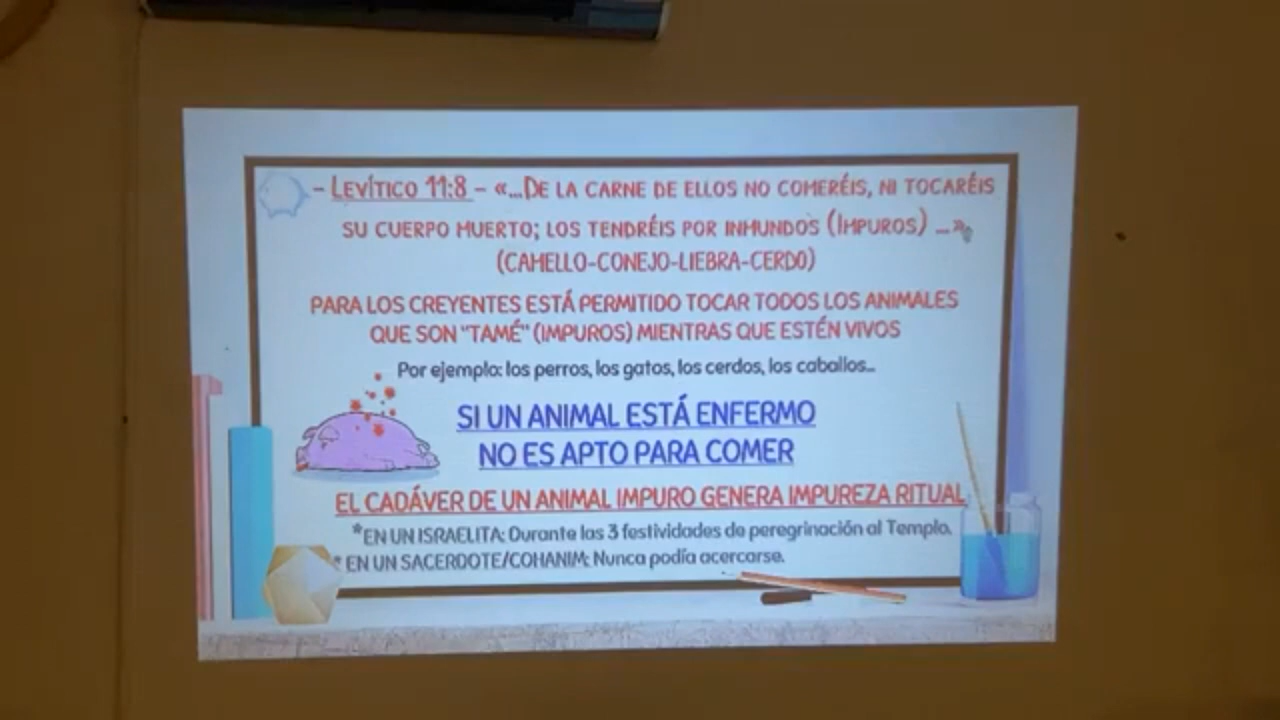 - LEVÍTICO 11:8 - «...DE LA CARNE DE ELLOS NO COMERÉIS, NI TOCARÉIS
SU CUERPO MUERTO; LOS TENDRÉIS POR INMUNDOS (IMPUROS) ...»
(CAMELLO-CONEJO-LIEBRA-CERDO)
PARA LOS CREYENTES ESTÁ PERMITIDO TOCAR TODOS LOS ANIMALES
QUE SON "TAMÉ" (IMPUROS) MIENTRAS QUE ESTÉN VIVOS
Por ejemplo: los perros, los gatos, los cerdos, los caballos...
SI UN ANIMAL ESTÁ ENFERMO
NO ES APTO PARA COMER
EL CADÁVER DE UN ANIMAL IMPURO GENERA IMPUREZA RITUAL
*EN UN ISRAELITA: Durante las 3 festividades de peregrinación al Templo.
* EN UN SACERDOTE/COHANIM: Nunca podía acercarse.